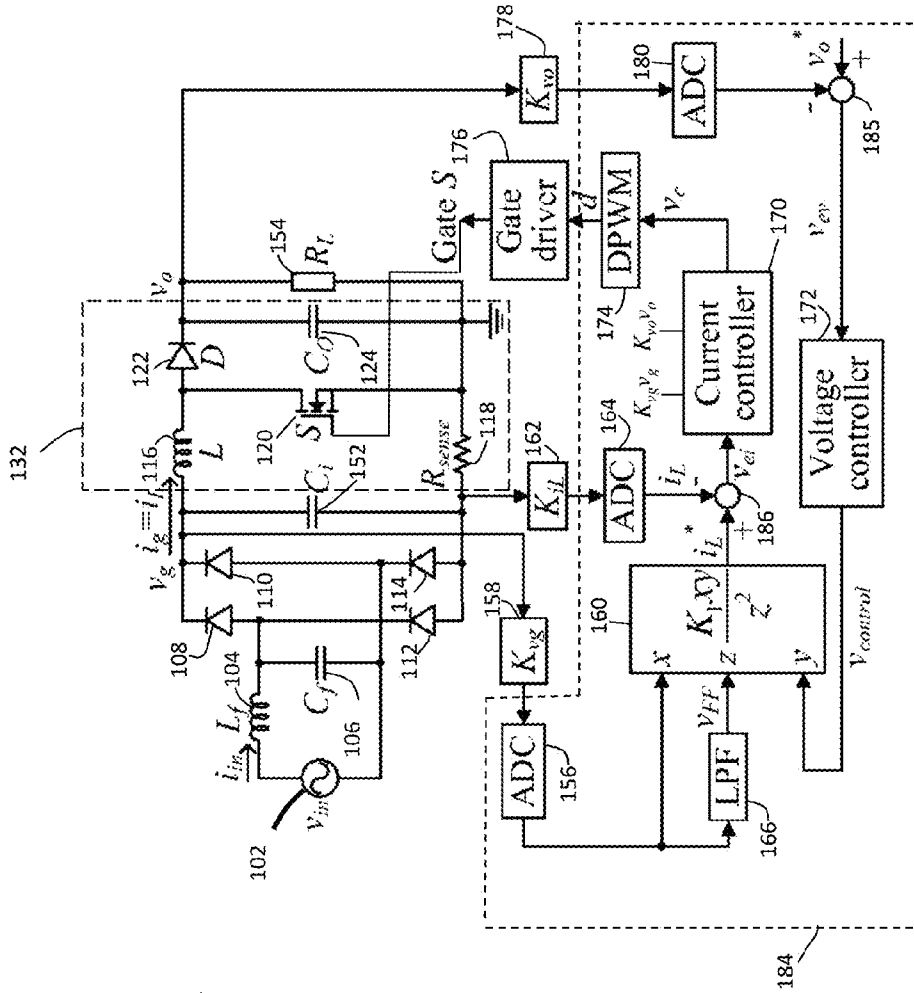 132
116
i_g ≡ i_L
v_g
L
122
D
v_o
154
R_L
108
110
C_i
152
120
S
C_o
124
Gate S
176
178
104
L_f
i_in
v_in
102
C_f
106
112
114
R_sense
118
Gate driver
K_vo
158
K_vg
K_iL
162
d
DPWM
174
ADC
180
ADC
156
ADC
164
i_L
v_c
v_o*
-
+
185
160
x
z
y
K_1xy
z^2
i_L*
-
+
186
v_ei
K_vg v_g
K_vo v_o
Current controller
170
v_ev
LPF
166
v_FF
172
Voltage controller
v_control
184